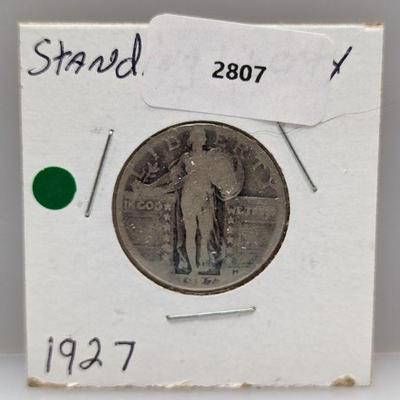 Stand
2807
LIBERTY
IN GOD WE TRUST
1927